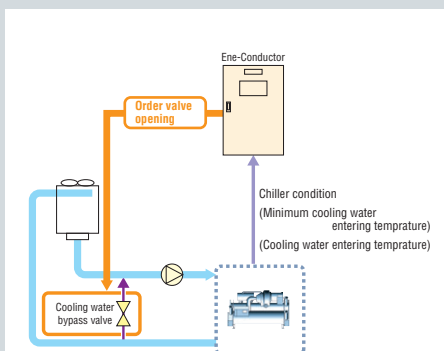 Ene-Conductor
Order valve
opening
Chiller condition
(Minimum cooling water
entering temprature)
(Cooling water entering temprature)
Cooling water
bypass valve